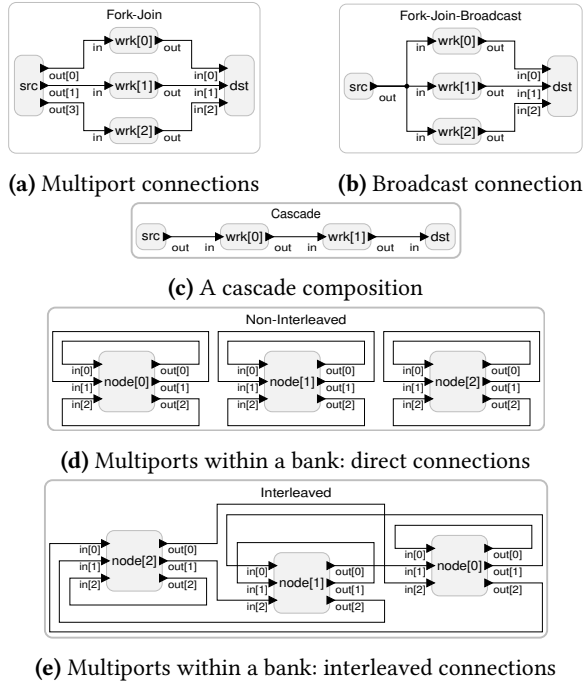 Fork-Join
src
out[0]
out[1]
out[3]
in wrk[0] out
in wrk[1] out
in wrk[2] out
in[0]
in[1]
in[2]
dst
(a) Multiport connections
Fork-Join-Broadcast
src
out
in wrk[0] out
in wrk[1] out
in wrk[2] out
in[0]
in[1]
in[2]
dst
(b) Broadcast connection
Cascade
src out in wrk[0] out in wrk[1] out in dst
(c) A cascade composition
Non-Interleaved
in[0] out[0]
in[1] node[0] out[1]
in[2] out[2]
in[0] out[0]
in[1] node[1] out[1]
in[2] out[2]
in[0] out[0]
in[1] node[2] out[1]
in[2] out[2]
(d) Multiports within a bank: direct connections
Interleaved
in[0] out[0]
in[1] node[2] out[1]
in[2] out[2]
in[0] out[0]
in[1] node[1] out[1]
in[2] out[2]
in[0] out[0]
in[1] node[0] out[1]
in[2] out[2]
(e) Multiports within a bank: interleaved connections